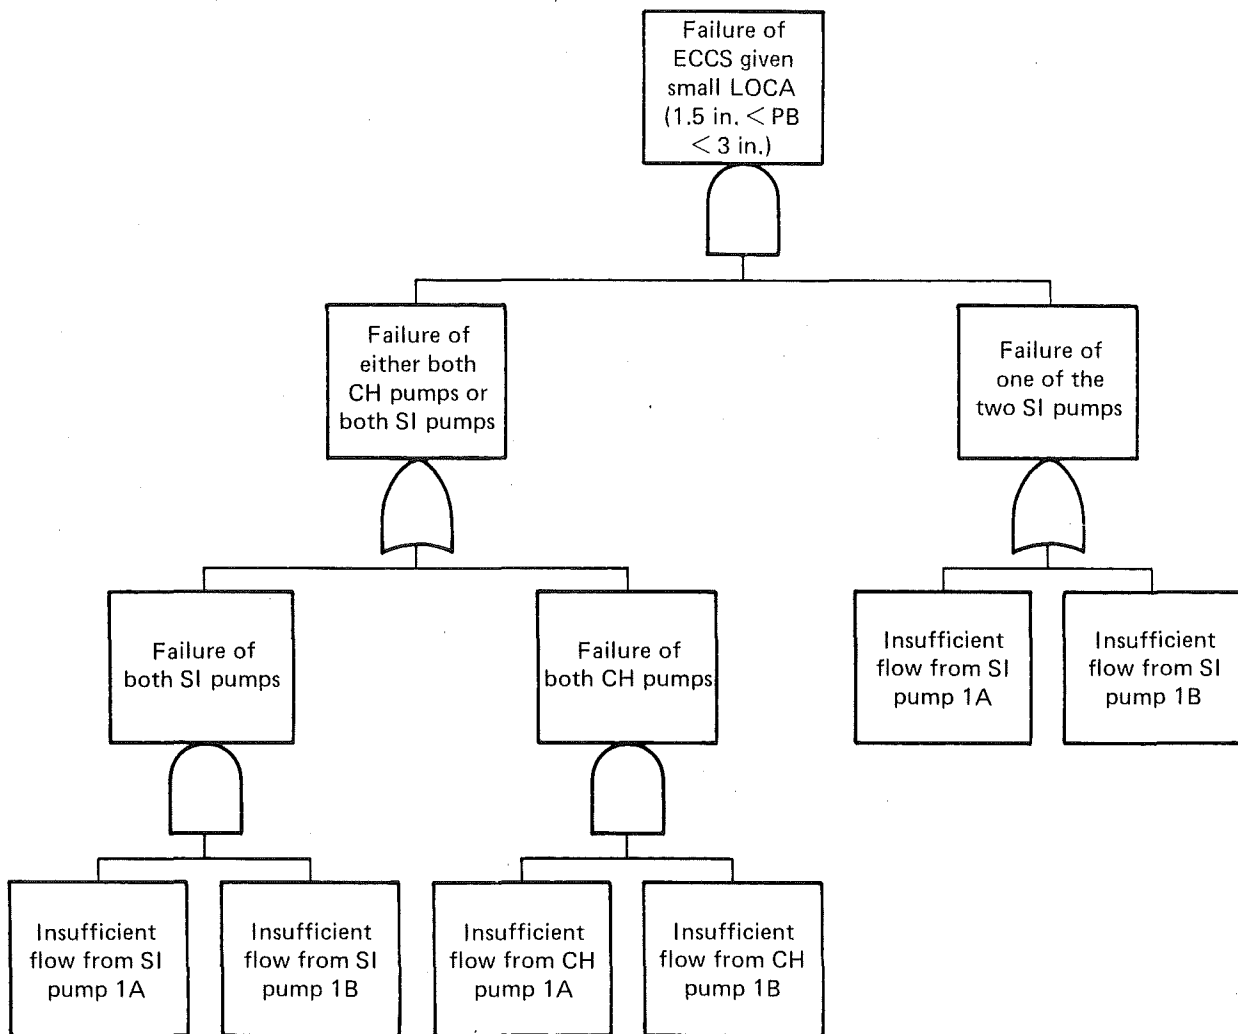 Failure of
ECCS given
small LOCA
(1.5 in. < PB
< 3 in.)
Failure of
either both
CH pumps or
both SI pumps
Failure of
one of the
two SI pumps
Failure of
both SI pumps
Failure of
both CH pumps
Insufficient
flow from SI
pump 1A
Insufficient
flow from SI
pump 1B
Insufficient
flow from SI
pump 1A
Insufficient
flow from SI
pump 1B
Insufficient
flow from CH
pump 1A
Insufficient
flow from CH
pump 1B